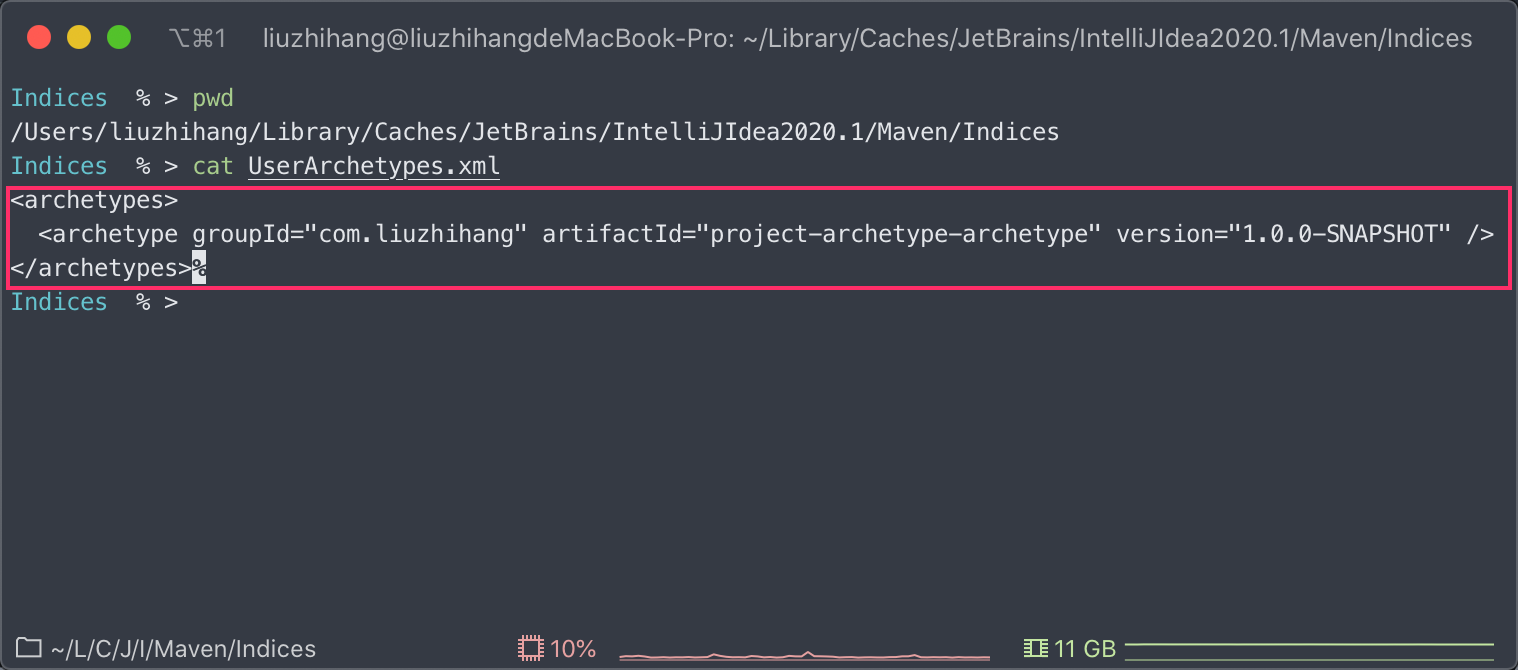 ⌥⌘1 liuzhihang@liuzhihangdeMacBook-Pro: ~/Library/Caches/JetBrains/IntelliJIdea2020.1/Maven/Indices
Indices % > pwd
/Users/liuzhihang/Library/Caches/JetBrains/IntelliJIdea2020.1/Maven/Indices
Indices % > cat UserArchetypes.xml
<archetypes>
  <archetype groupId="com.liuzhihang" artifactId="project-archetype-archetype" version="1.0.0-SNAPSHOT" />
</archetypes>%
Indices % >
~/L/C/J/I/Maven/Indices 10% 11 GB